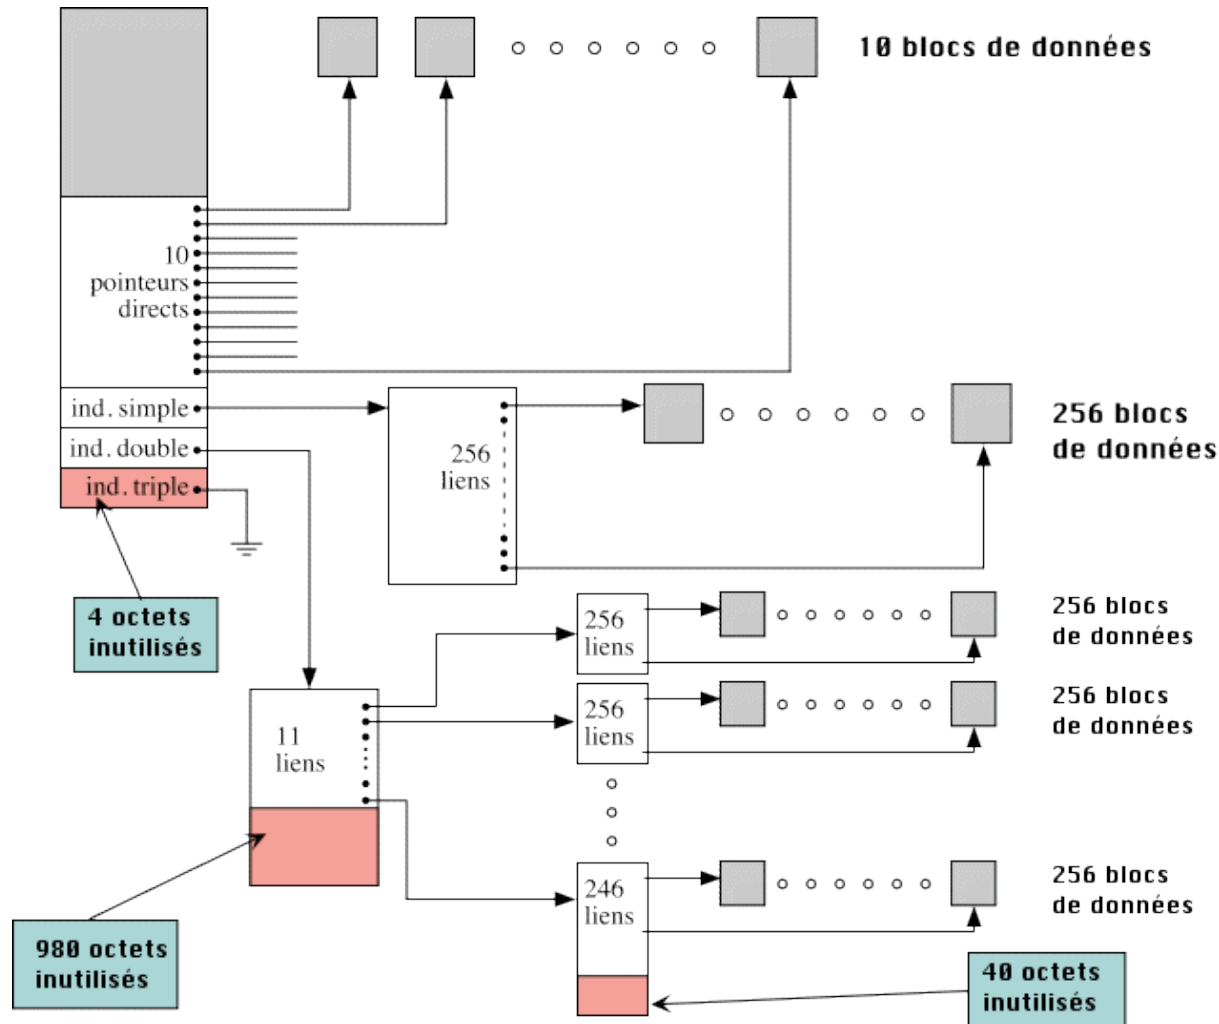 10 blocs de données
10
pointeurs
directs
ind. simple
ind. double
ind. triple
256
liens
256 blocs
de données
4 octets
inutilisés
256
liens
256 blocs
de données
256
liens
256 blocs
de données
11
liens
246
liens
256 blocs
de données
980 octets
inutilisés
40 octets
inutilisés